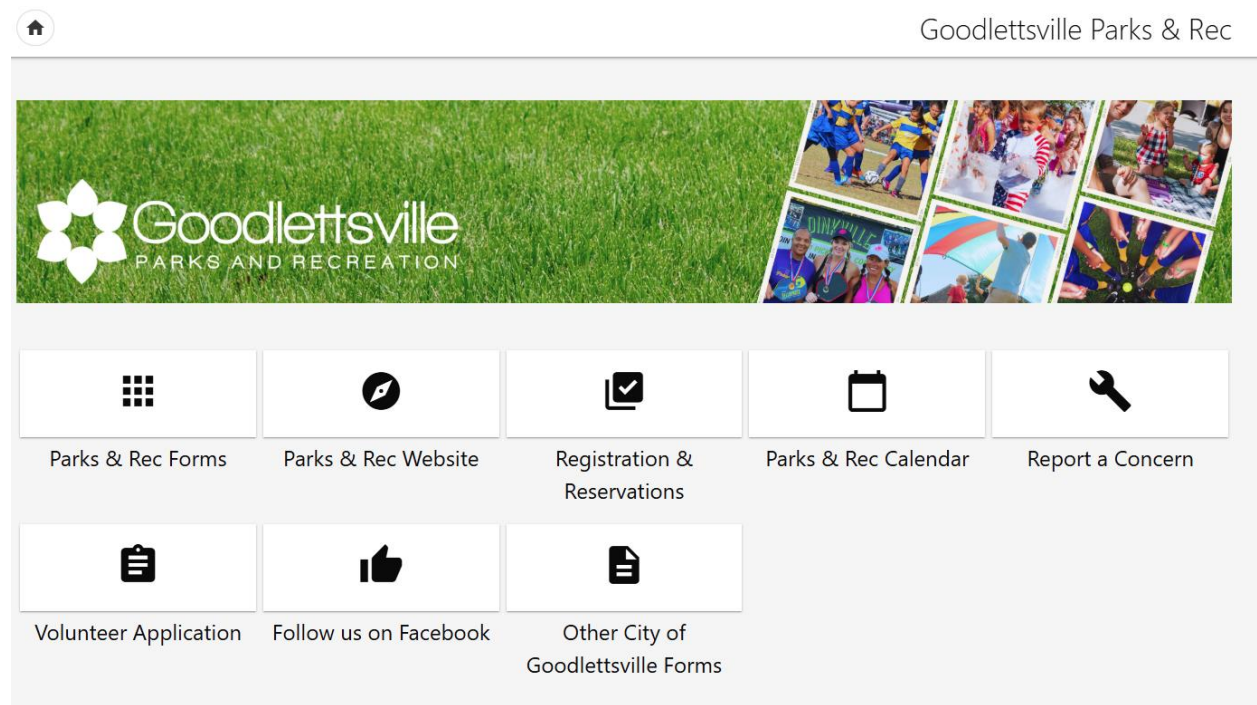 Goodlettsville Parks & Rec
Goodlettsville
PARKS AND RECREATION
DINKVILLE
Parks & Rec Forms
Parks & Rec Website
Registration &
Reservations
Parks & Rec Calendar
Report a Concern
Volunteer Application
Follow us on Facebook
Other City of
Goodlettsville Forms